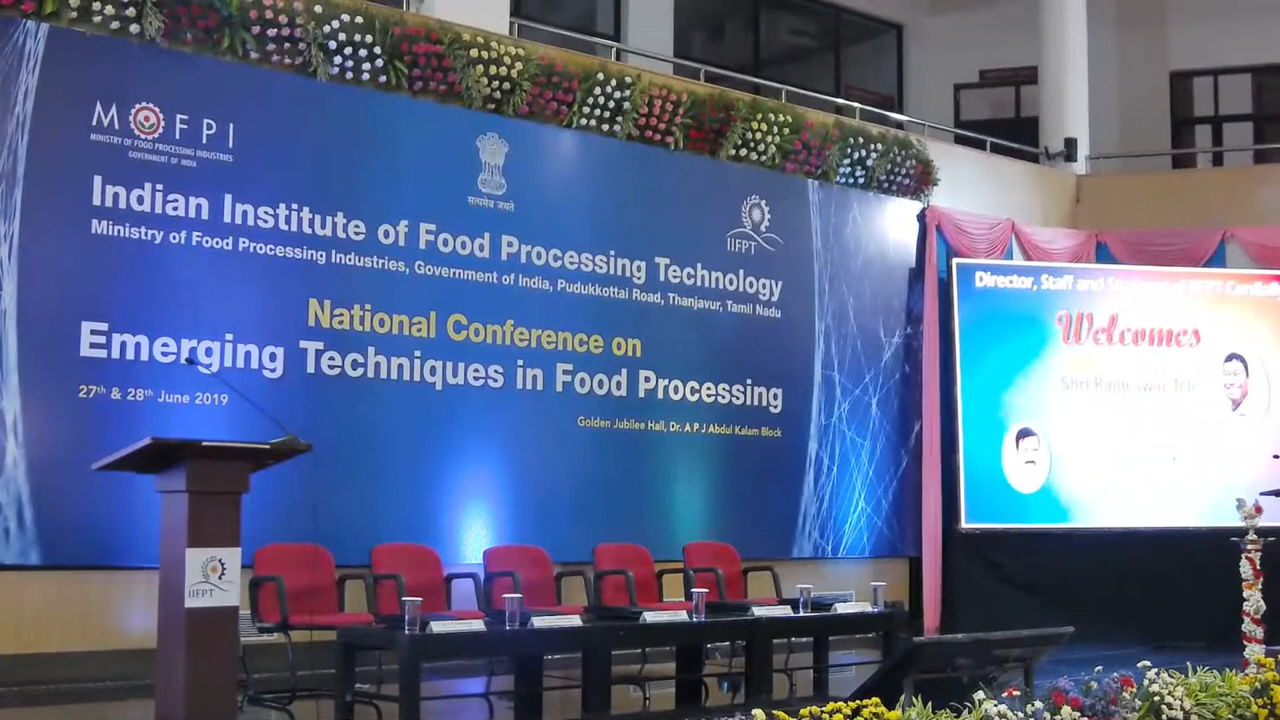 MOFPI
MINISTRY OF FOOD PROCESSING INDUSTRIES
GOVERNMENT OF INDIA
सत्यमेव जयते
IIFPT
Indian Institute of Food Processing Technology
Ministry of Food Processing Industries, Government of India, Pudukkottai Road, Thanjavur, Tamil Nadu
National Conference on
Emerging Techniques in Food Processing
27th & 28th June 2019
Golden Jubilee Hall, Dr. A P J Abdul Kalam Block
IIFPT
Director, Staff and
Welcomes
Shri